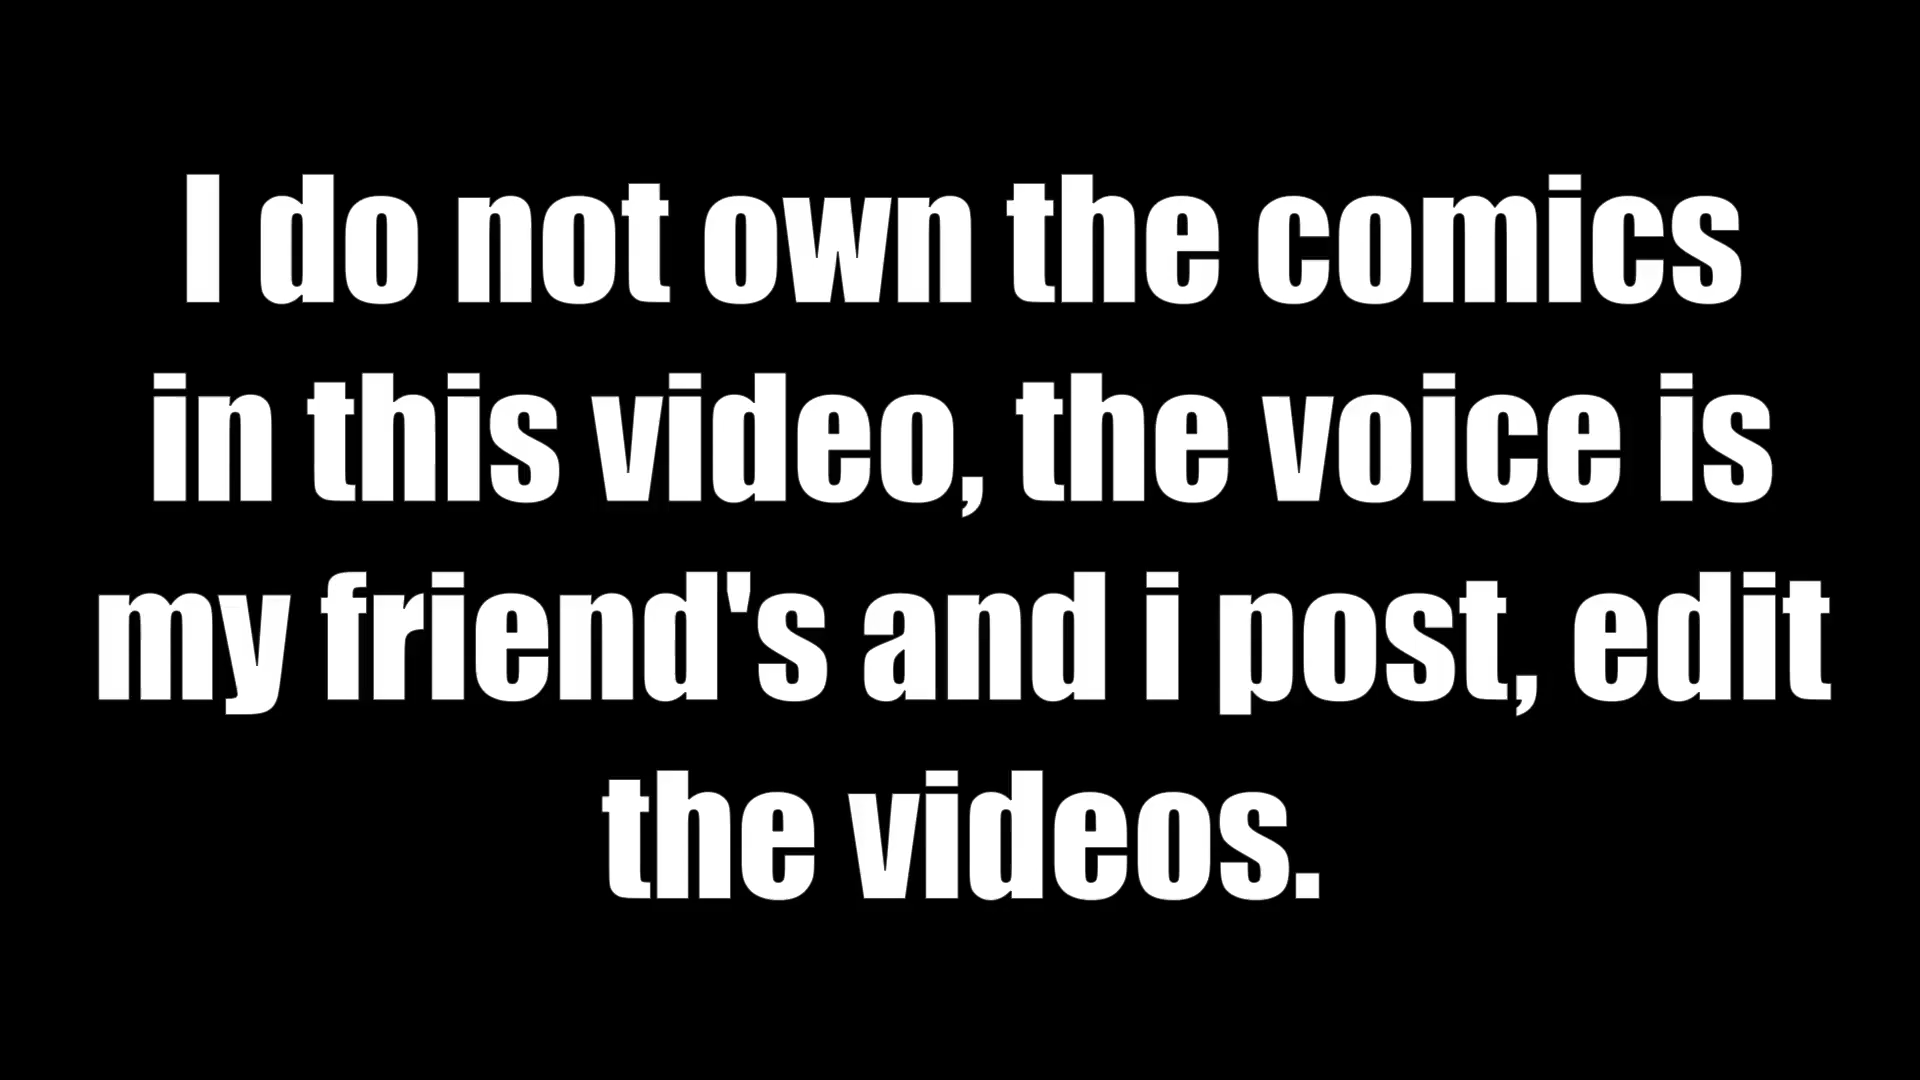 I do not own the comics
in this video, the voice is
my friend's and i post, edit
the videos.